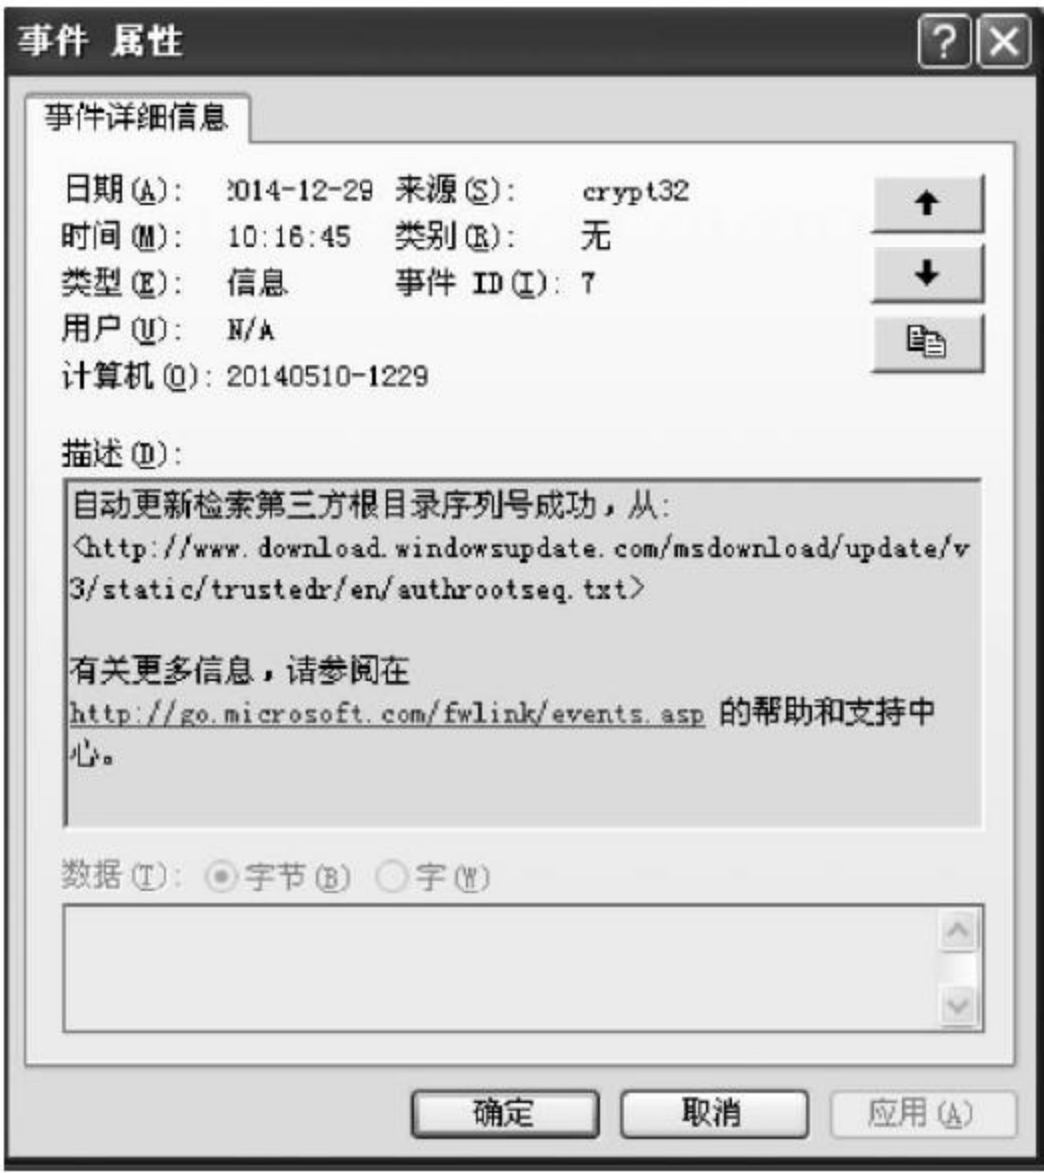 事件 属性
事件详细信息
日期(A): 2014-12-29 来源(S): crypt32
时间(M): 10:16:45 类别(R): 无
类型(E): 信息 事件 ID(I): 7
用户(U): N/A
计算机(O): 20140510-1229
描述(D):
自动更新检索第三方根目录序列号成功，从:
<http://www.download.windowsupdate.com/msdownload/update/v
3/static/trustedr/en/authrootseq.txt>
有关更多信息，请参阅在
http://go.microsoft.com/fwlink/events.asp 的帮助和支持中
心。
数据(T): 字节(B) 字(W)
确定 取消 应用(A)